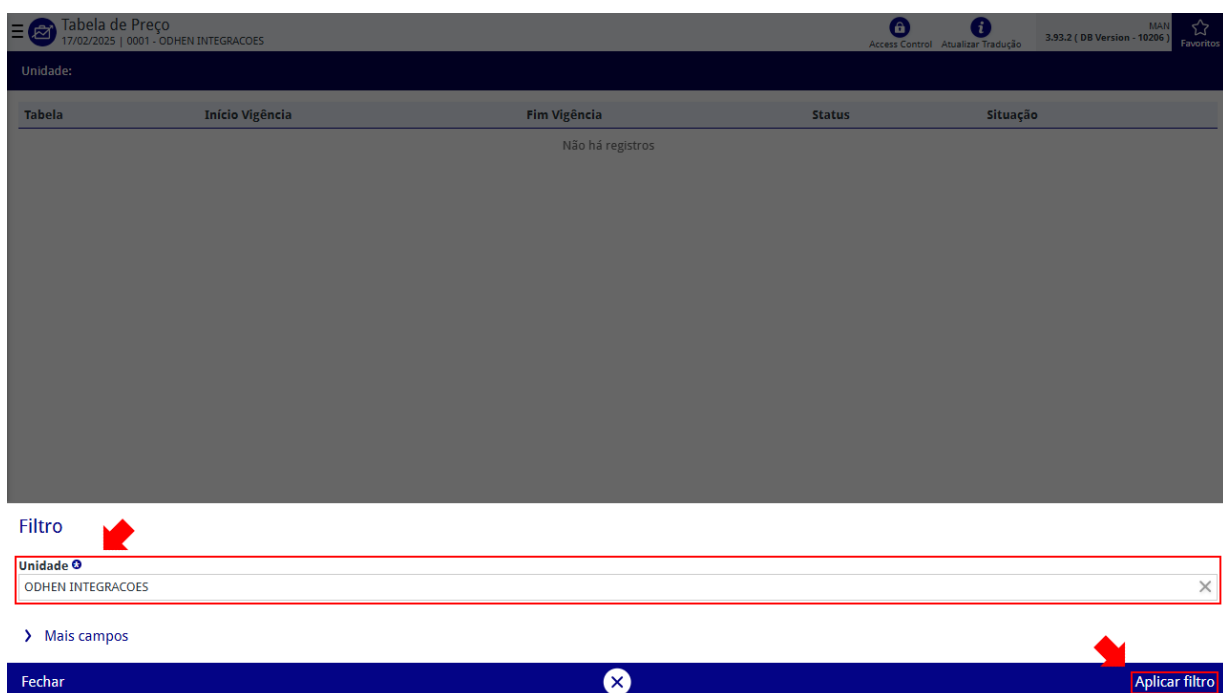 Tabela de Preço
17/02/2025 | 0001 - ODHEN INTEGRACOES
Access Control
Atualizar Tradução
MAN
3.93.2 ( DB Version - 10206 )
Favoritos
Unidade:
Tabela Início Vigência Fim Vigência Status Situação
Não há registros
Filtro
Unidade
ODHEN INTEGRACOES
Mais campos
Fechar Aplicar filtro